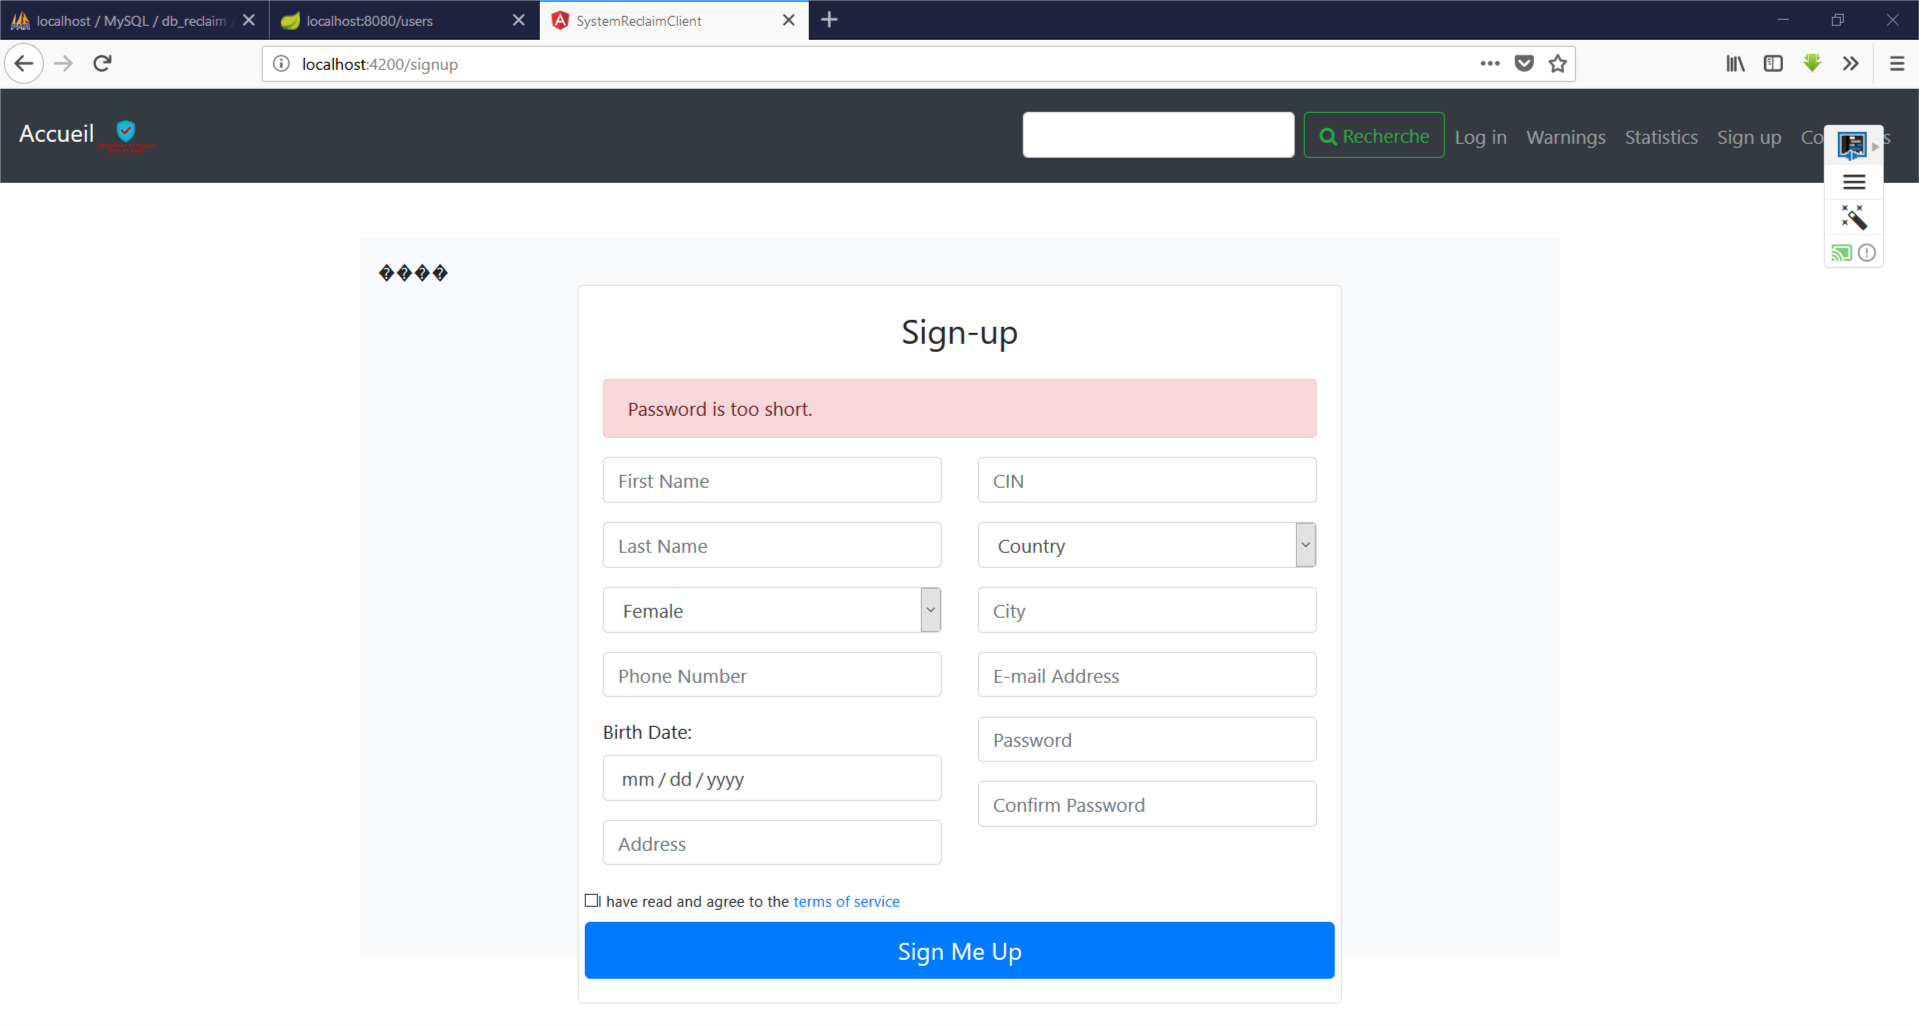 localhost / MySQL / db_reclaim /
localhost:8080/users
SystemReclaimClient
localhost:4200/signup
Accueil
Recherche
Log in
Warnings
Statistics
Sign up
����
Sign-up
Password is too short.
First Name
CIN
Last Name
Country
Female
City
Phone Number
E-mail Address
Birth Date:
Password
mm / dd / yyyy
Confirm Password
Address
I have read and agree to the terms of service
Sign Me Up